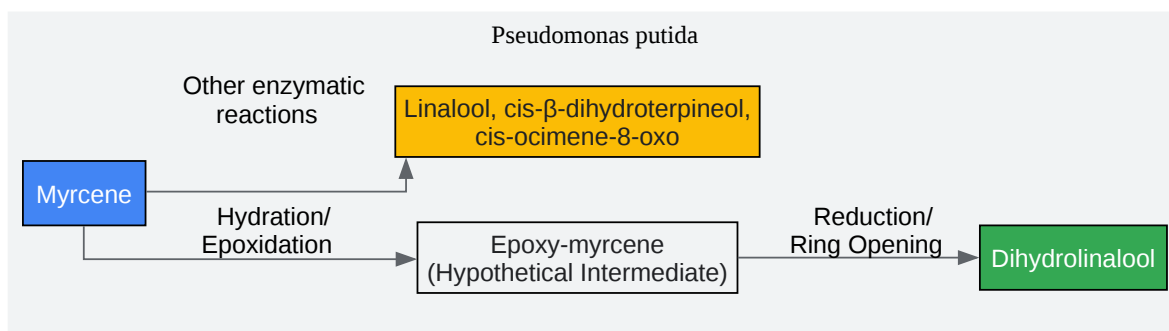 Pseudomonas putida
Other enzymatic
reactions
Linalool, cis-β-dihydroterpineol,
cis-ocimene-8-oxo
Myrcene
Hydration/
Epoxidation
Epoxy-myrcene
(Hypothetical Intermediate)
Reduction/
Ring Opening
Dihydrolinalool